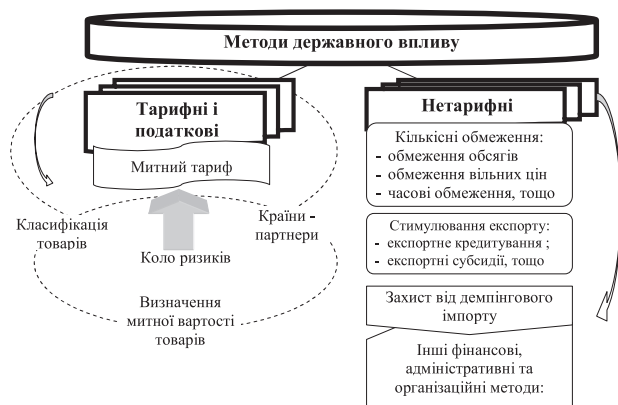 Методи державного впливу
Тарифні і
податкові
Митний тариф
Класифікація
товарів
Країни -
партнери
Коло ризиків
Визначення
митної вартості
товарів
Нетарифні
Кількісні обмеження:
- обмеження обсягів
- обмеження вільних цін
- часові обмеження, тощо
Стимулювання експорту:
- експортне кредитування ;
- експортні субсидії, тощо
Захист від демпінгового
імпорту
Інші фінансові,
адміністративні та
організаційні методи: